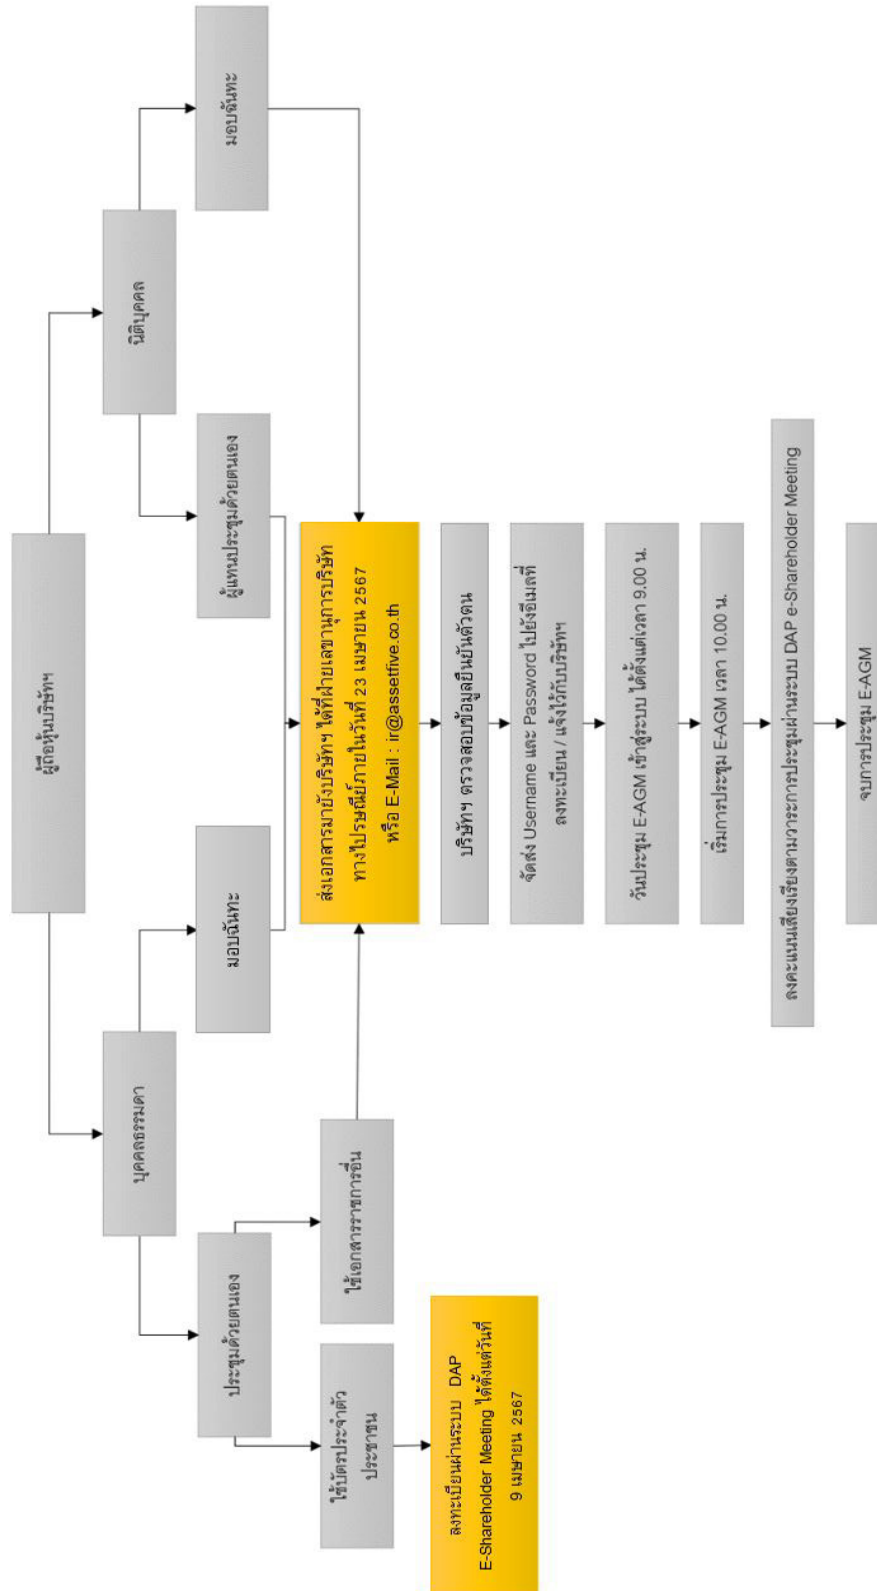 ผู้ถือหุ้นบริษัทฯ
บุคคลธรรมดา
นิติบุคคล
ประชุมด้วยตนเอง
มอบฉันทะ
ผู้แทนประชุมด้วยตนเอง
มอบฉันทะ
ใช้บัตรประจำตัว
ประชาชน
ใช้เอกสารราชการอื่น
ส่งเอกสารมายังบริษัทฯ ได้ที่ฝ่ายเลขานุการบริษัท
ทางไปรษณีย์ภายในวันที่ 23 เมษายน 2567
หรือ E-Mail : ir@assetfive.co.th
ลงทะเบียนผ่านระบบ DAP
E-Shareholder Meeting ได้ตั้งแต่วันที่
9 เมษายน 2567
บริษัทฯ ตรวจสอบข้อมูลยืนยันตัวตน
จัดส่ง Username และ Password ไปยังอีเมลที่
ลงทะเบียน / แจ้งไว้กับบริษัทฯ
วันประชุม E-AGM เข้าสู่ระบบ ได้ตั้งแต่เวลา 9.00 น.
เริ่มการประชุม E-AGM เวลา 10.00 น.
ลงคะแนนเสียงเรียงตามวาระการประชุมผ่านระบบ DAP e-Shareholder Meeting
จบการประชุม E-AGM